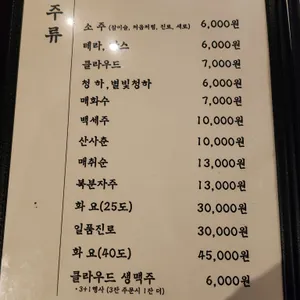 주류
소 주 (참이슬, 처음처럼, 진로, 새로) 6,000원
테라, 켈스 6,000원
클라우드 7,000원
청 하, 별빛청하 6,000원
매화수 7,000원
백세주 10,000원
산사춘 10,000원
매취순 13,000원
복분자주 13,000원
화 요(25도) 30,000원
일품진로 30,000원
화 요(40도) 45,000원
클라우드 생맥주 6,000원
· 3+1행사 (3잔 주문시 1잔 더)